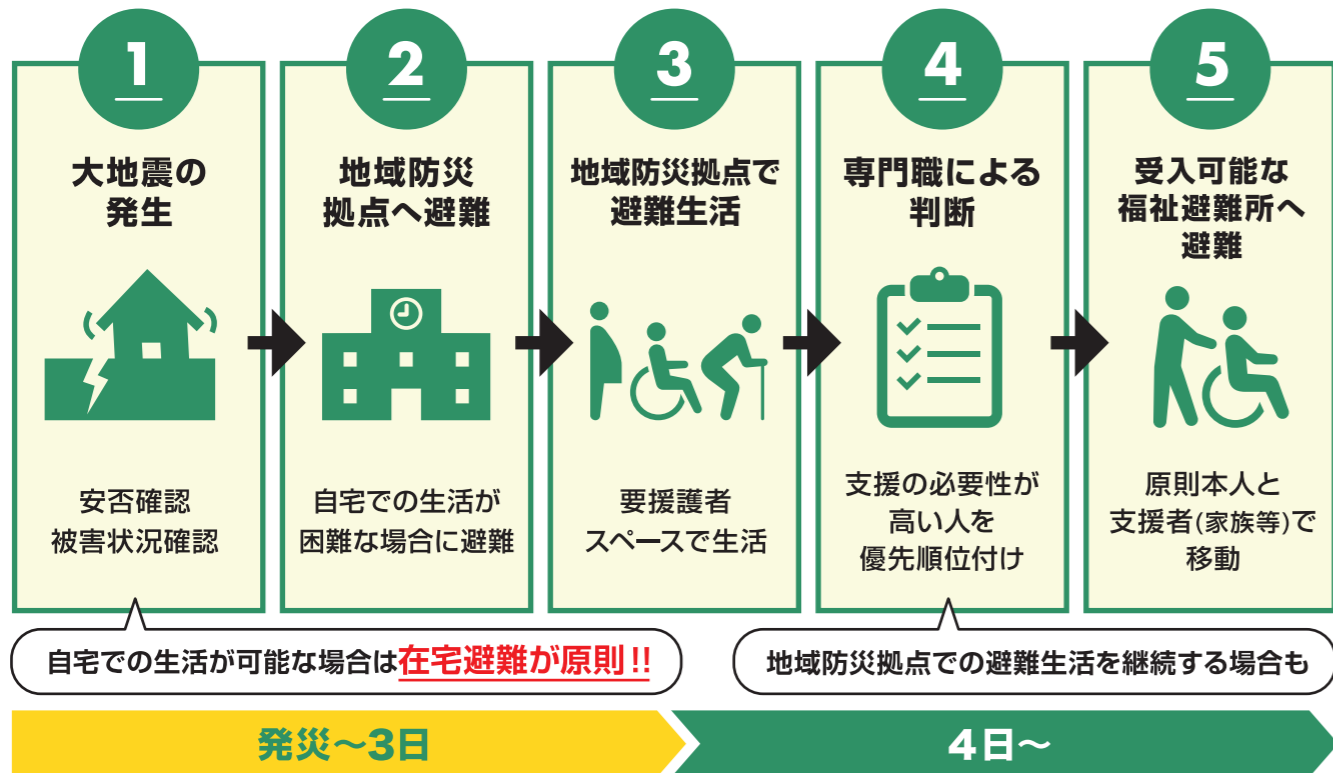 1
大地震の
発生
安否確認
被害状況確認
2
地域防災
拠点へ避難
自宅での生活が
困難な場合に避難
3
地域防災拠点で
避難生活
要援護者
スペースで生活
4
専門職による
判断
支援の必要性が
高い人を
優先順位付け
5
受入可能な
福祉避難所へ
避難
原則本人と
支援者(家族等)で
移動
自宅での生活が可能な場合は在宅避難が原則!!
地域防災拠点での避難生活を継続する場合も
発災～3日
4日～